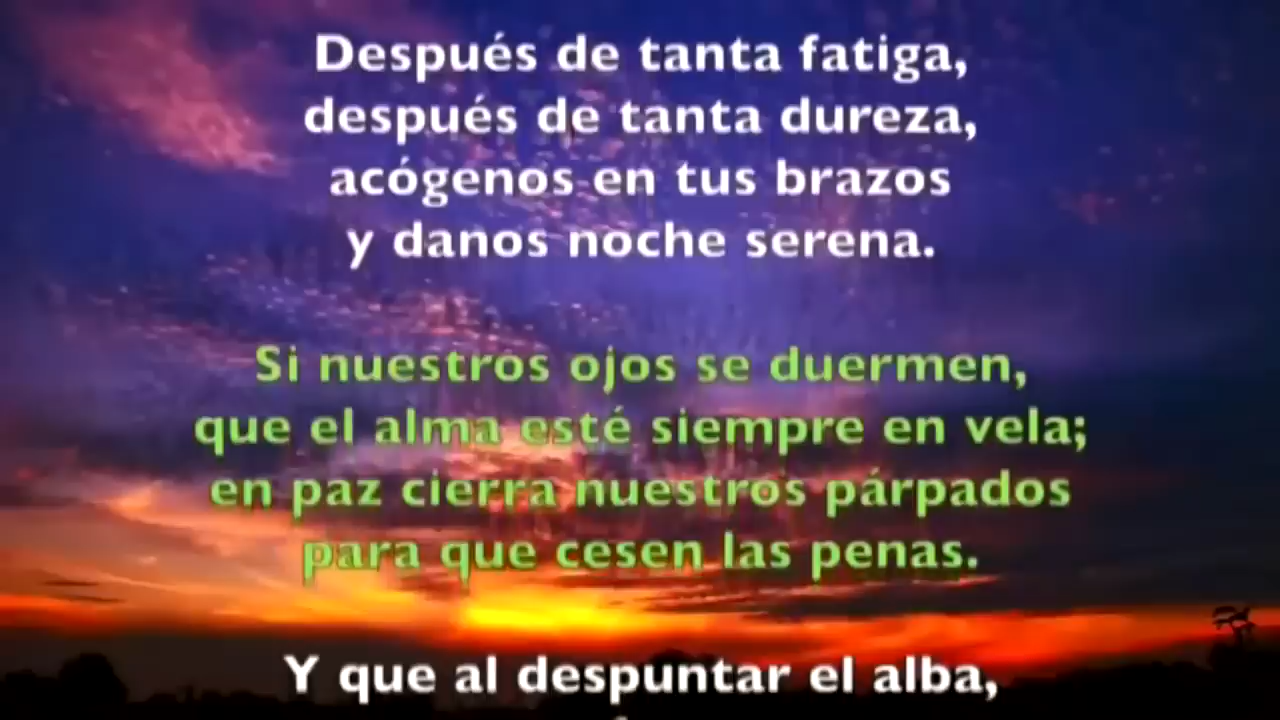 Después de tanta fatiga,
después de tanta dureza,
acógenos en tus brazos
y danos noche serena.
Si nuestros ojos se duermen,
que el alma esté siempre en vela;
en paz cierra nuestros párpados
para que cesen las penas.
Y que al despuntar el alba,